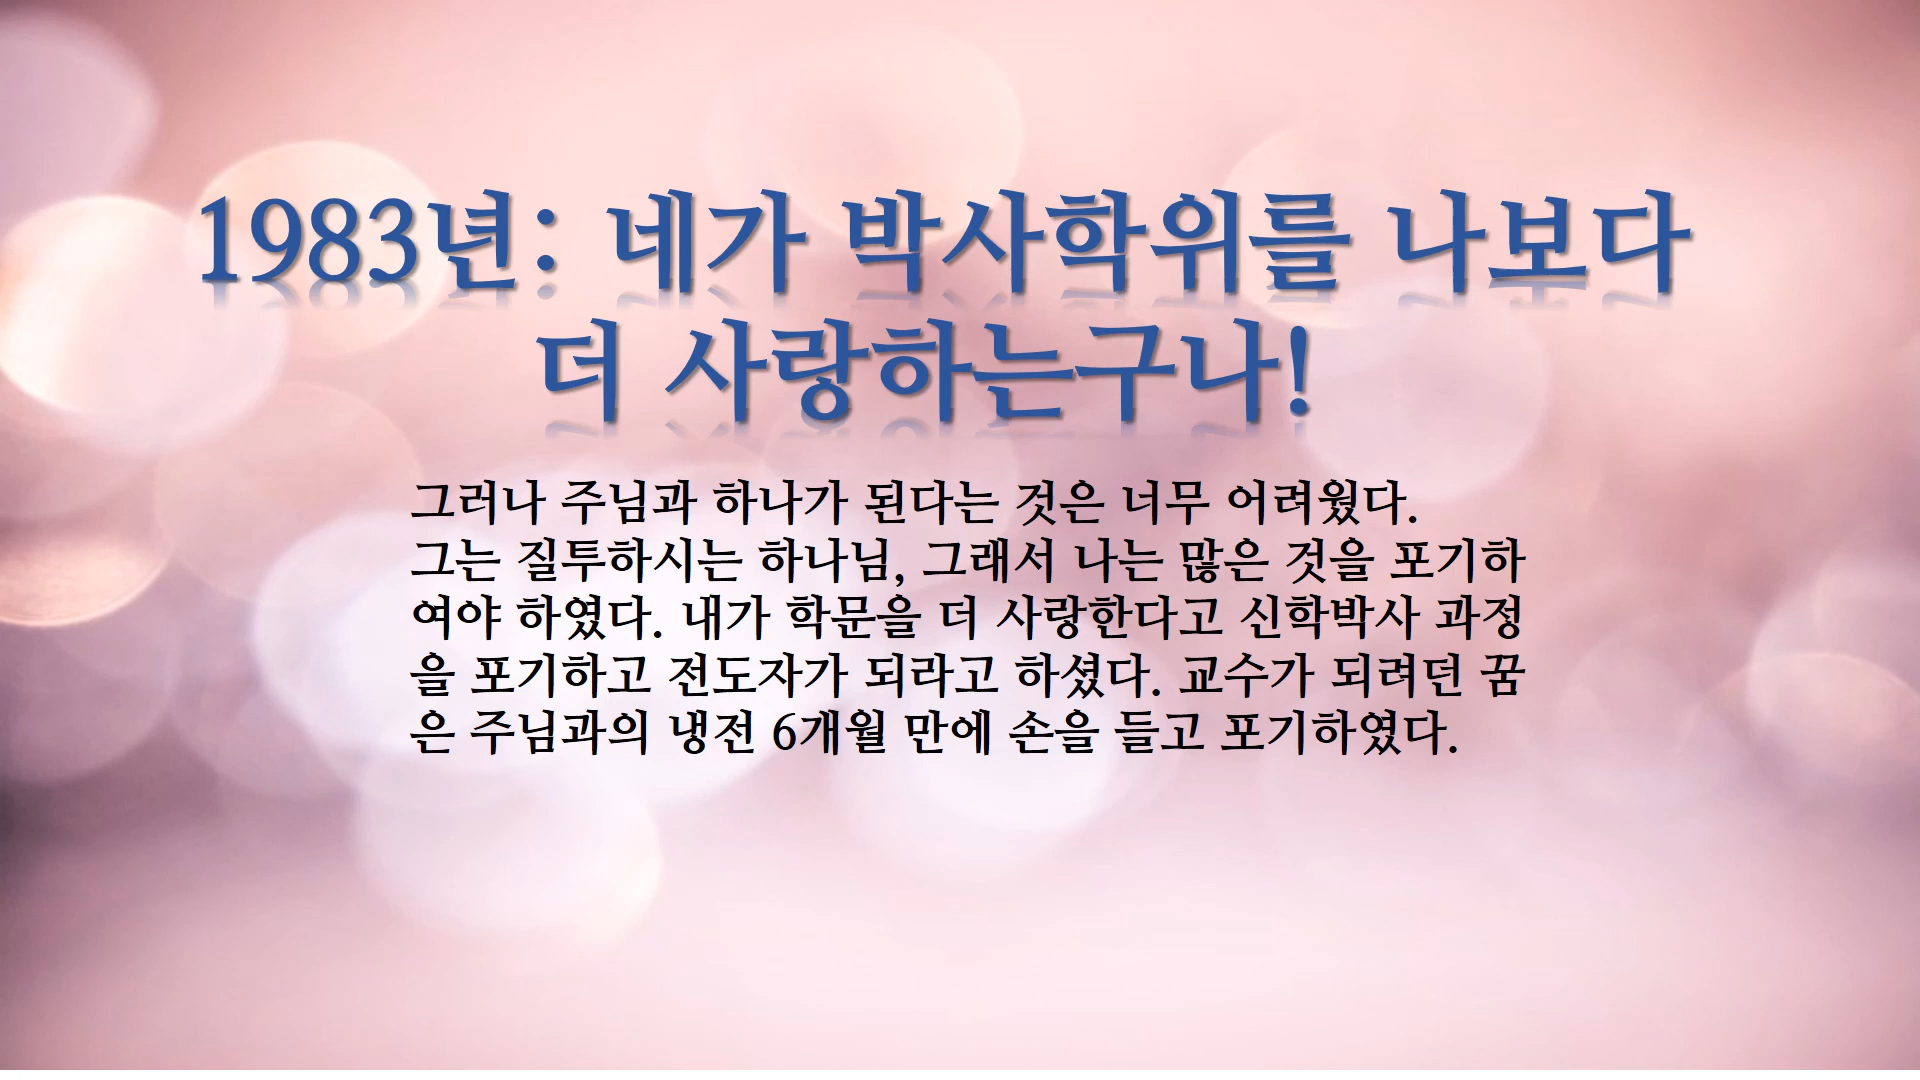 1983년: 네가 박사학위를 나보다
더 사랑하는구나!
그러나 주님과 하나가 된다는 것은 너무 어려웠다.
그는 질투하시는 하나님, 그래서 나는 많은 것을 포기하
여야 하였다. 내가 학문을 더 사랑한다고 신학박사 과정
을 포기하고 전도자가 되라고 하셨다. 교수가 되려던 꿈
은 주님과의 냉전 6개월 만에 손을 들고 포기하였다.